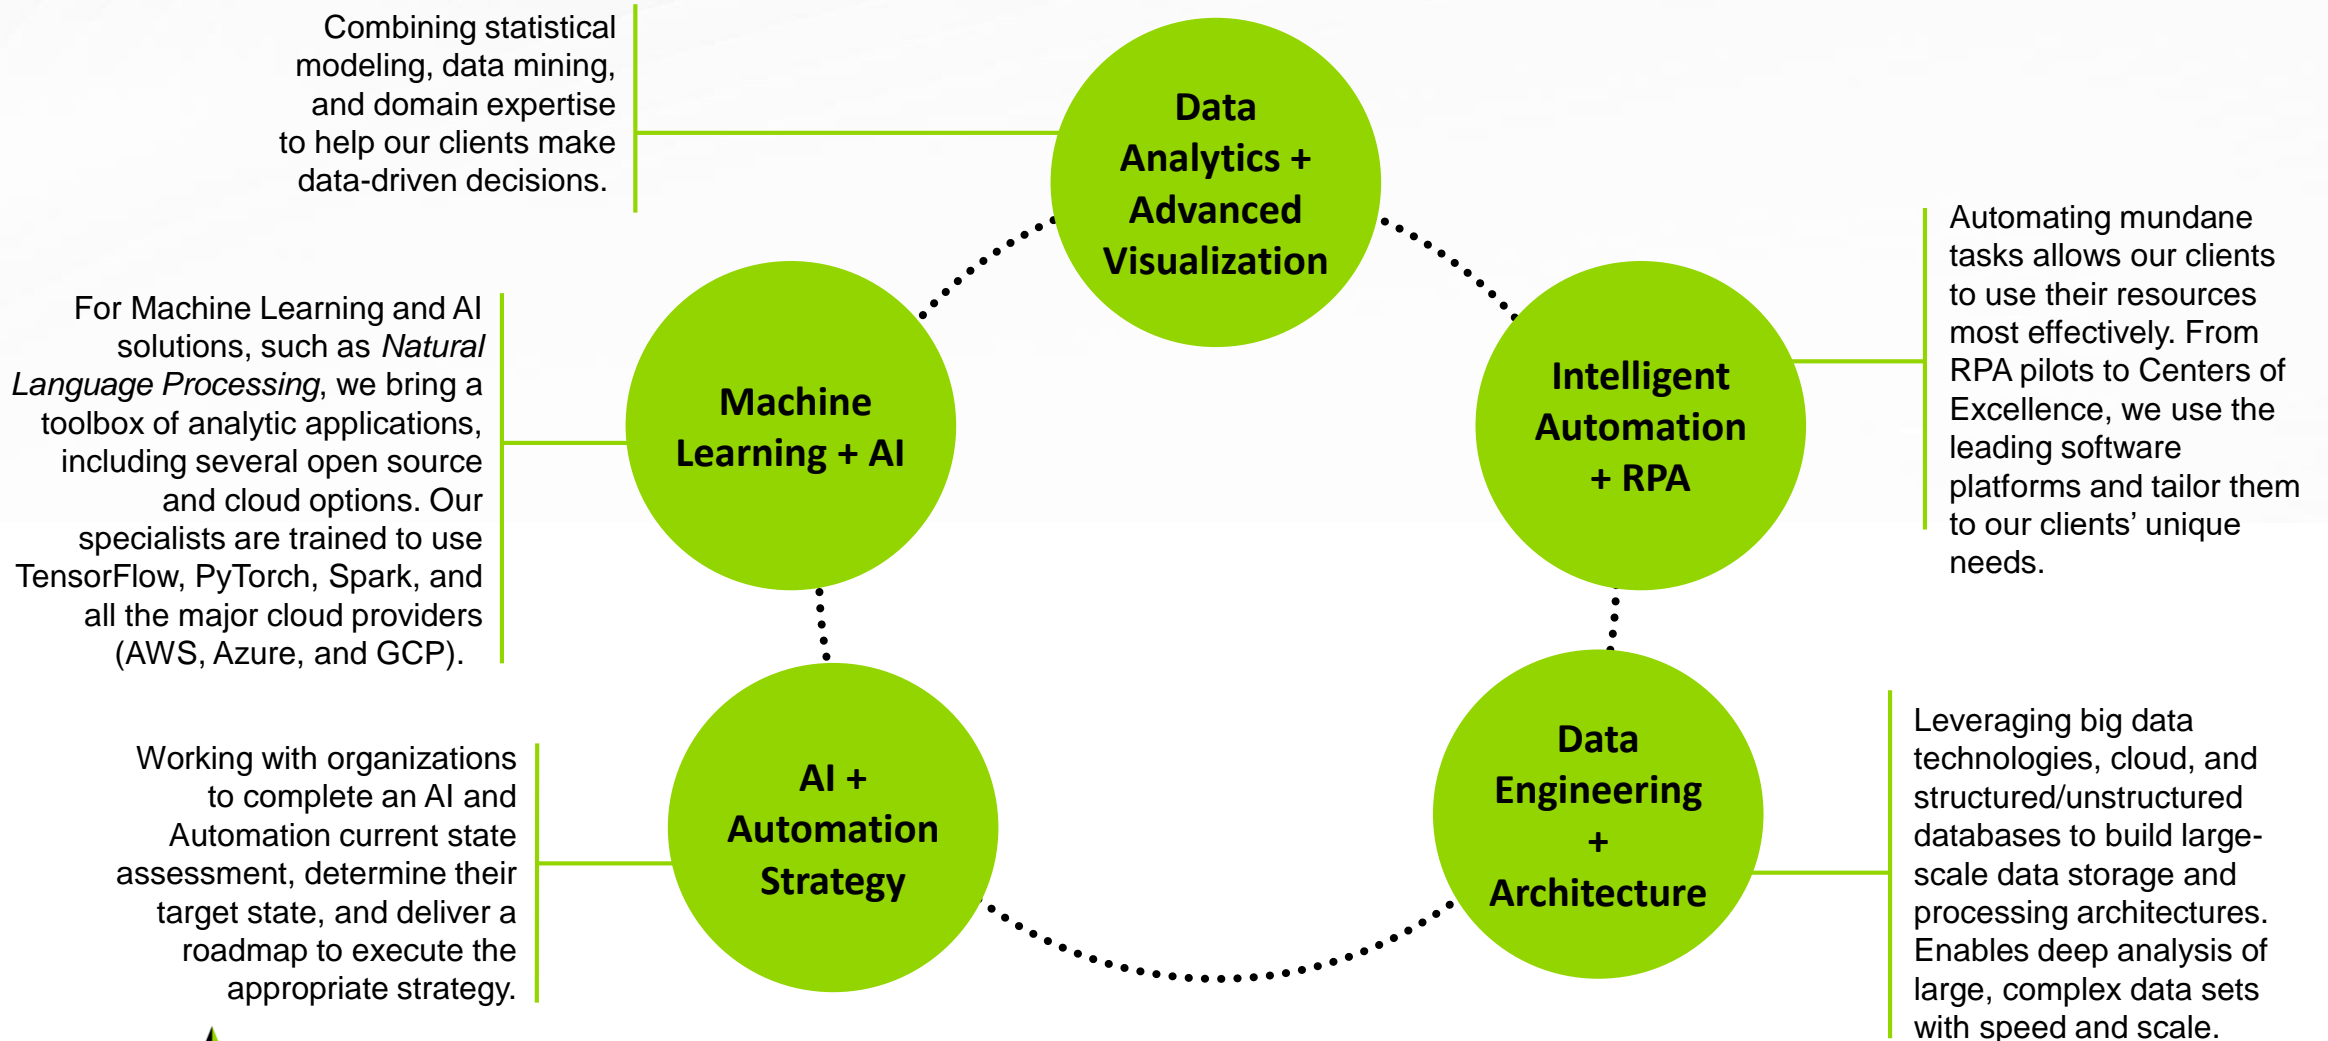 Combining statistical
modeling, data mining,
and domain expertise
to help our clients make
data-driven decisions.
Data
Analytics +
Advanced
Visualization
Automating mundane
tasks allows our clients
to use their resources
most effectively. From
RPA pilots to Centers of
Excellence, we use the
leading software
platforms and tailor them
to our clients’ unique
needs.
For Machine Learning and AI
solutions, such as Natural
Language Processing, we bring a
toolbox of analytic applications,
including several open source
and cloud options. Our
specialists are trained to use
TensorFlow, PyTorch, Spark, and
all the major cloud providers
(AWS, Azure, and GCP).
Machine
Learning + AI
Intelligent
Automation
+ RPA
Working with organizations
to complete an AI and
Automation current state
assessment, determine their
target state, and deliver a
roadmap to execute the
appropriate strategy.
AI +
Automation
Strategy
Data
Engineering
+
Architecture
Leveraging big data
technologies, cloud, and
structured/unstructured
databases to build large-
scale data storage and
processing architectures.
Enables deep analysis of
large, complex data sets
with speed and scale.